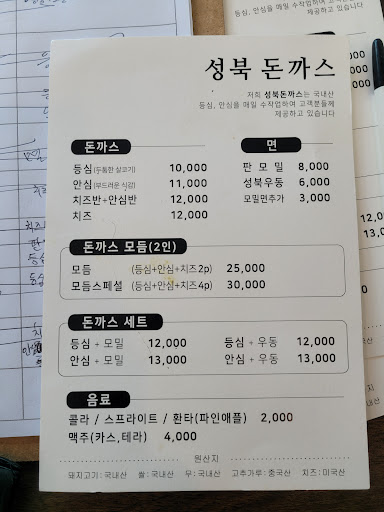 성북 돈까스
저희 성북돈까스는 국내산
등심, 안심을 매일 수작업하여 고객분들께
제공하고 있습니다
돈까스
등심(두툼한 살코기) 10,000
안심(부드러운 식감) 11,000
치즈반+안심반 12,000
치즈 12,000
면
판 모 밀 8,000
성북우동 6,000
모밀면추가 3,000
돈까스 모듬(2인)
모듬 (등심+안심+치즈2p) 25,000
모듬스페셜 (등심+안심+치즈4p) 30,000
돈까스 세트
등심 + 모밀 12,000 등심 + 우동 12,000
안심 + 모밀 13,000 안심 + 우동 13,000
음료
콜라 / 스프라이트 / 환타(파인애플) 2,000
맥주(카스,테라) 4,000
원산지
돼지고기:국내산 쌀:국내산 무:국내산 고추가루:중국산 치즈:미국산